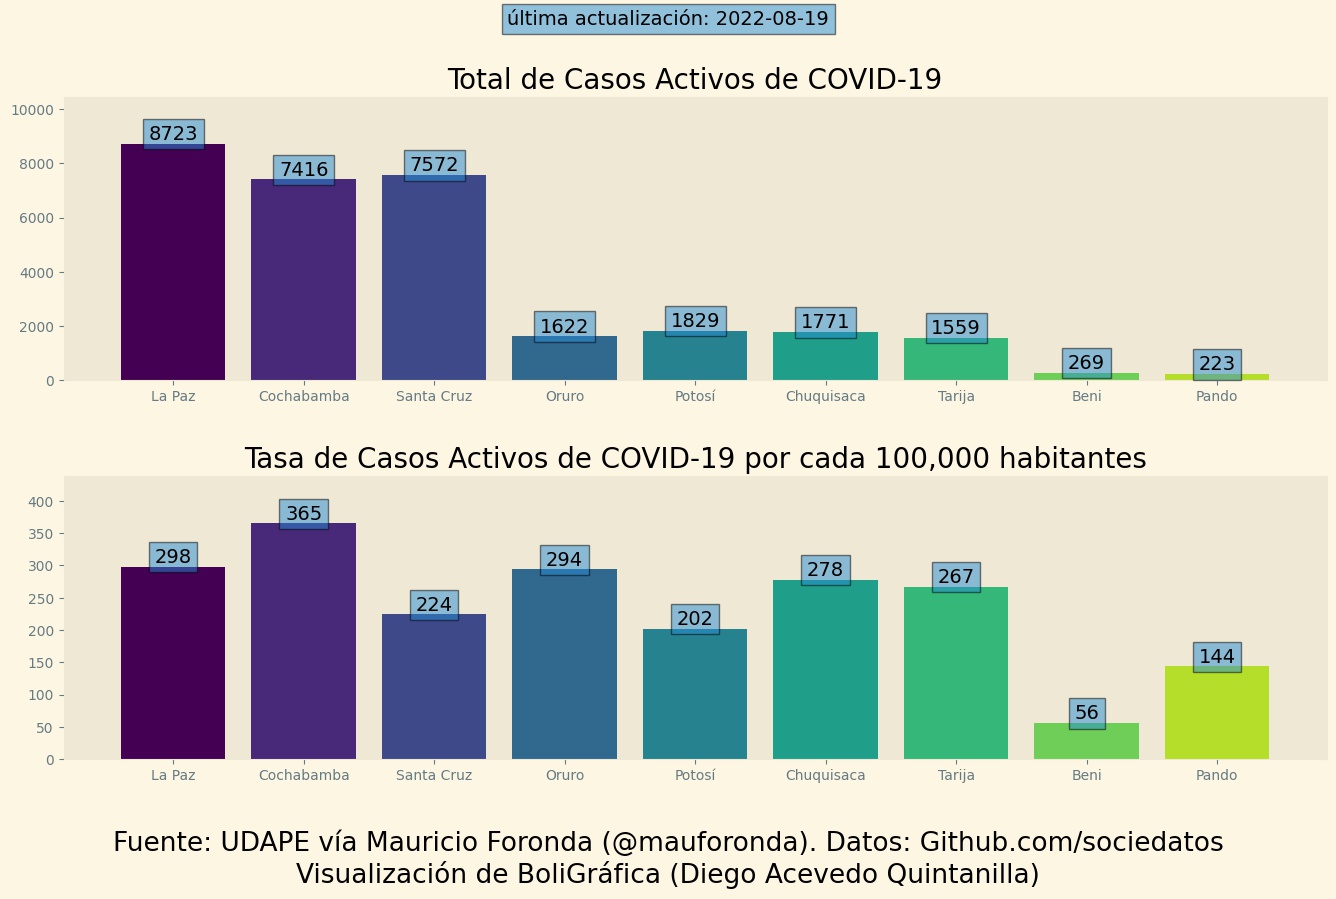 última actualización: 2022-08-19
Total de Casos Activos de COVID-19
10000
8000
6000
4000
2000
0
8723
7416
7572
1622
1829
1771
1559
269
223
La Paz
Cochabamba
Santa Cruz
Oruro
Potosí
Chuquisaca
Tarija
Beni
Pando
Tasa de Casos Activos de COVID-19 por cada 100,000 habitantes
400
350
300
250
200
150
100
50
0
298
365
224
294
202
278
267
56
144
La Paz
Cochabamba
Santa Cruz
Oruro
Potosí
Chuquisaca
Tarija
Beni
Pando
Fuente: UDAPE vía Mauricio Foronda (@mauforonda). Datos: Github.com/sociedatos
Visualización de BoliGráfica (Diego Acevedo Quintanilla)